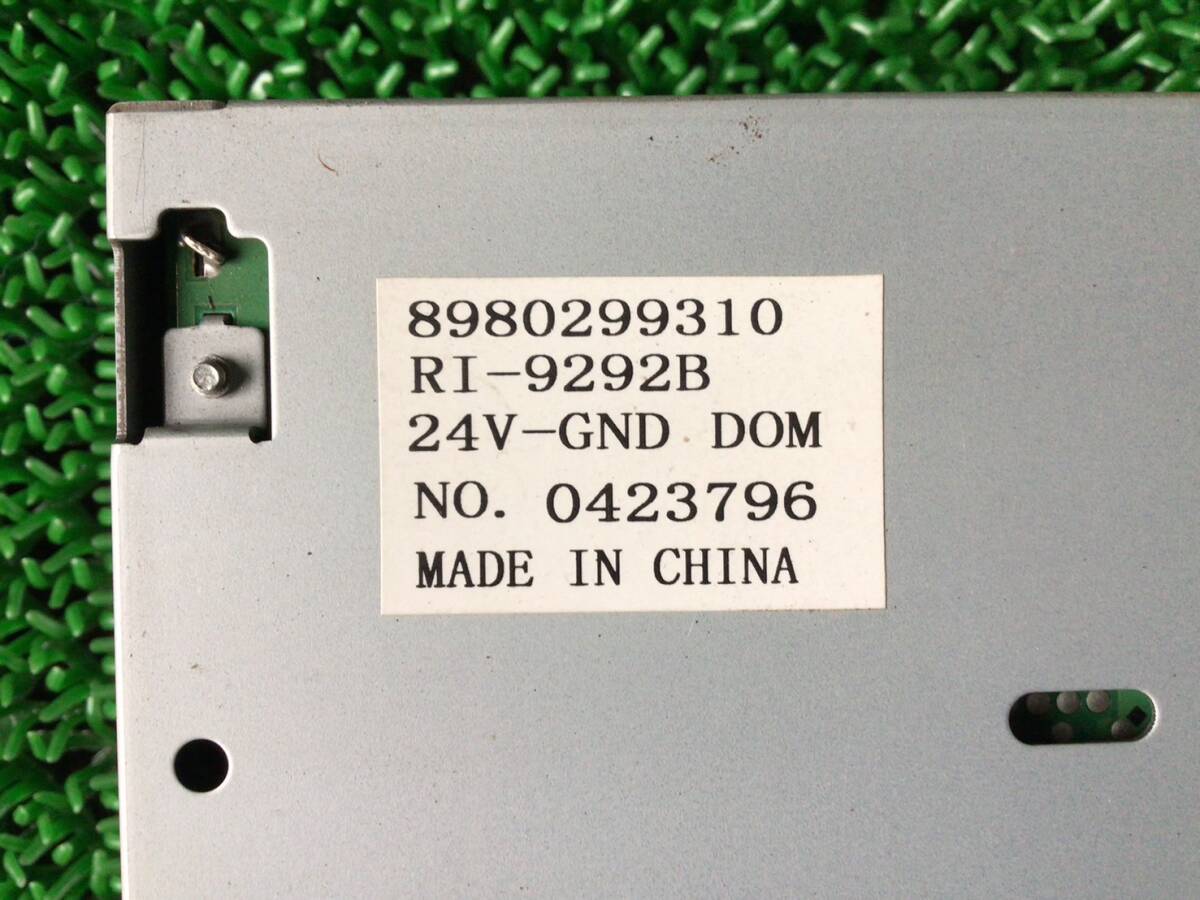 8980299310
RI-9292B
24V-GND DOM
NO. 0423796
MADE IN CHINA